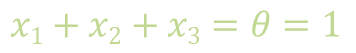 x₁ + x₂ + x₃ = θ = 1